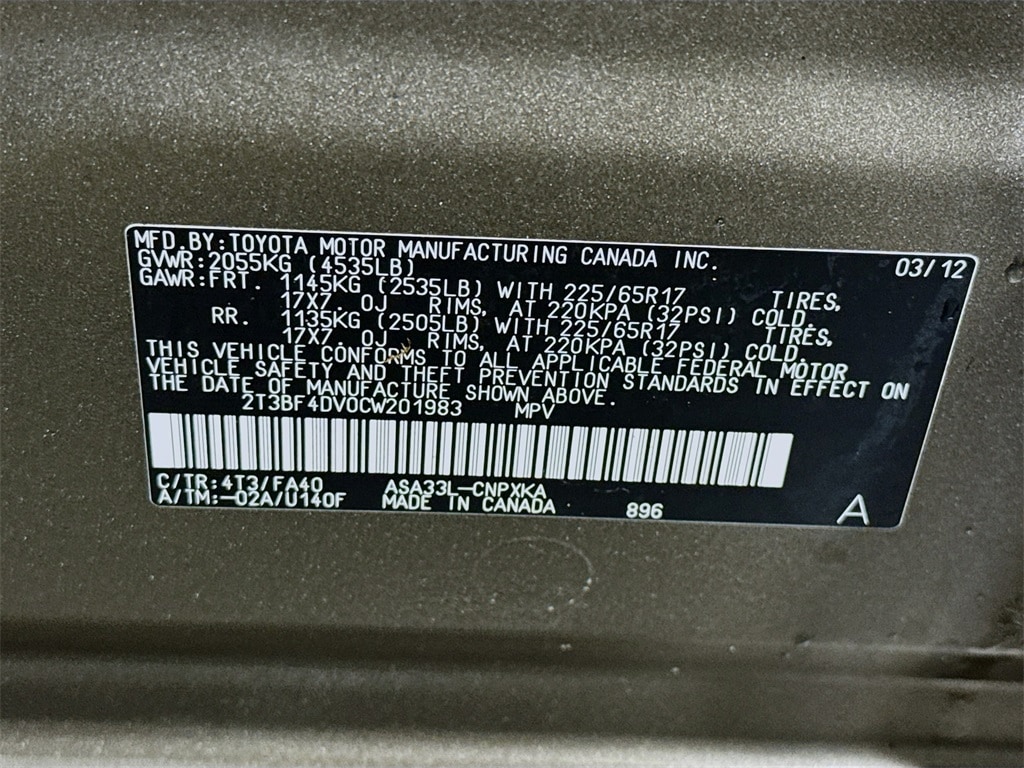 MFD.BY:TOYOTA MOTOR MANUFACTURING CANADA INC. 03/12
GVWR:2055KG (4535LB)
GAWR:FRT. 1145KG (2535LB) WITH 225/65R17 TIRES,
17X7.0J RIMS, AT 220KPA (32PSI) COLD.
RR. 1135KG (2505LB) WITH 225/65R17 TIRES,
17X7.0J RIMS, AT 220KPA (32PSI) COLD.
THIS VEHICLE CONFORMS TO ALL APPLICABLE FEDERAL MOTOR
VEHICLE SAFETY AND THEFT PREVENTION STANDARDS IN EFFECT ON
THE DATE OF MANUFACTURE SHOWN ABOVE.
2T3BF4DV0CW201983 MPV
C/TR:4T3/FA40 ASA33L-CNPXKA
A/TM:-02A/U140F MADE IN CANADA 896 A